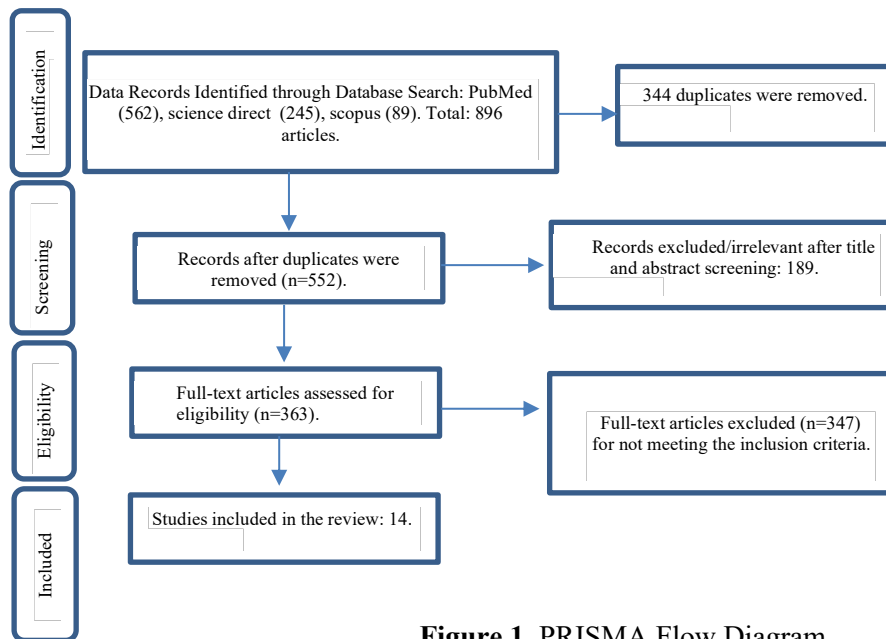 Identification
Data Records Identified through Database Search: PubMed
(562), science direct (245), scopus (89). Total: 896
articles.
344 duplicates were removed.
Screening
Records after duplicates were
removed (n=552).
Records excluded/irrelevant after title
and abstract screening: 189.
Eligibility
Full-text articles assessed for
eligibility (n=363).
Full-text articles excluded (n=347)
for not meeting the inclusion criteria.
Included
Studies included in the review: 14.
Figure 1. PRISMA Flow Diagram